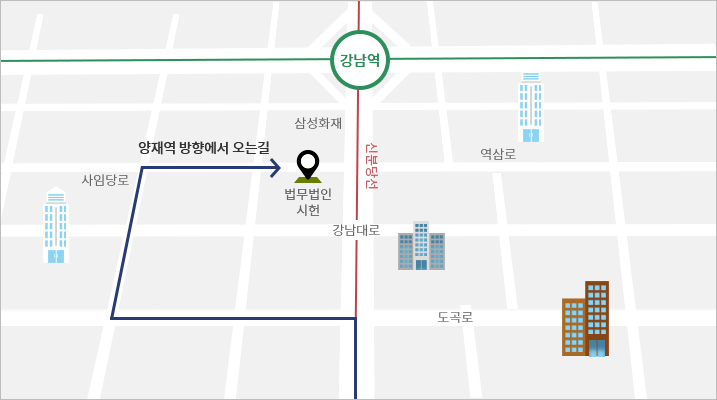 강남역
삼성화재
양재역 방향에서 오는길
신분당선
역삼로
사임당로
법무법인
시헌
강남대로
도곡로